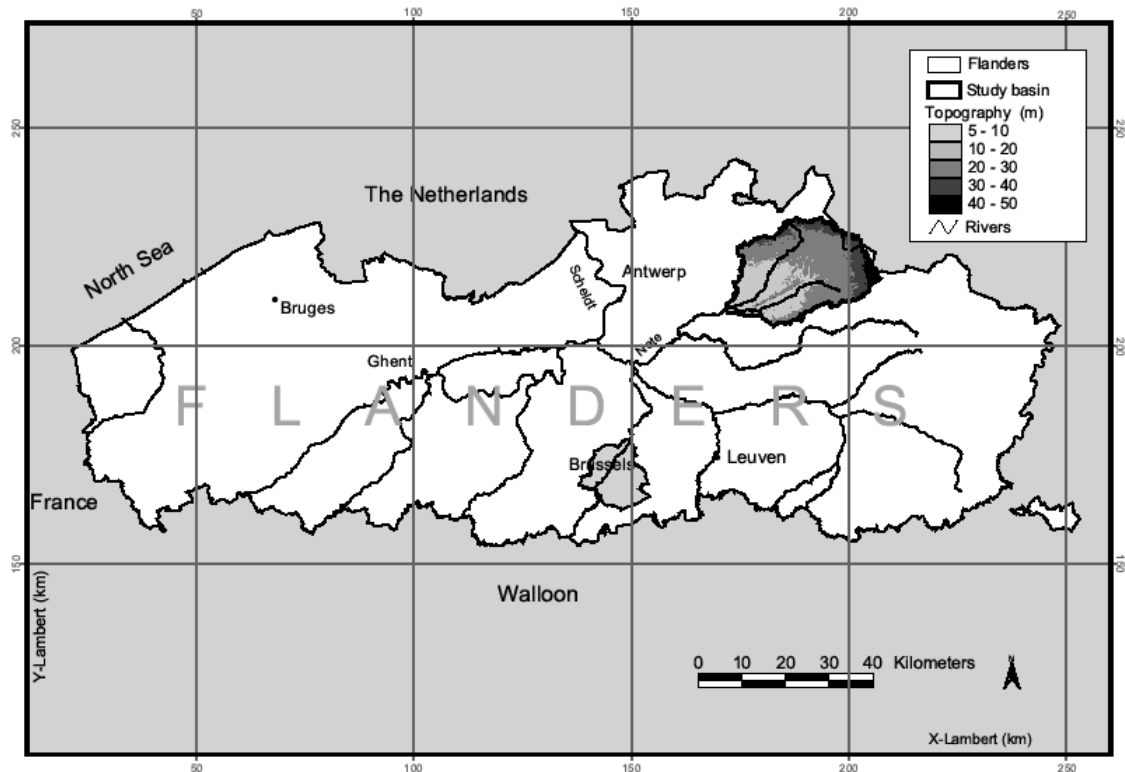 50 100 150 200 250
Flanders
Study basin
Topography (m)
5 - 10
10 - 20
20 - 30
30 - 40
40 - 50
Rivers
250 250
The Netherlands
North Sea
Antwerp
Scheldt
Bruges
200 200
Nete
Ghent
FLANDERS
Brussels
Leuven
France
150 150
Walloon
Y-Lambert (km)
0 10 20 30 40 Kilometers
N
X-Lambert (km)
50 100 150 200 250